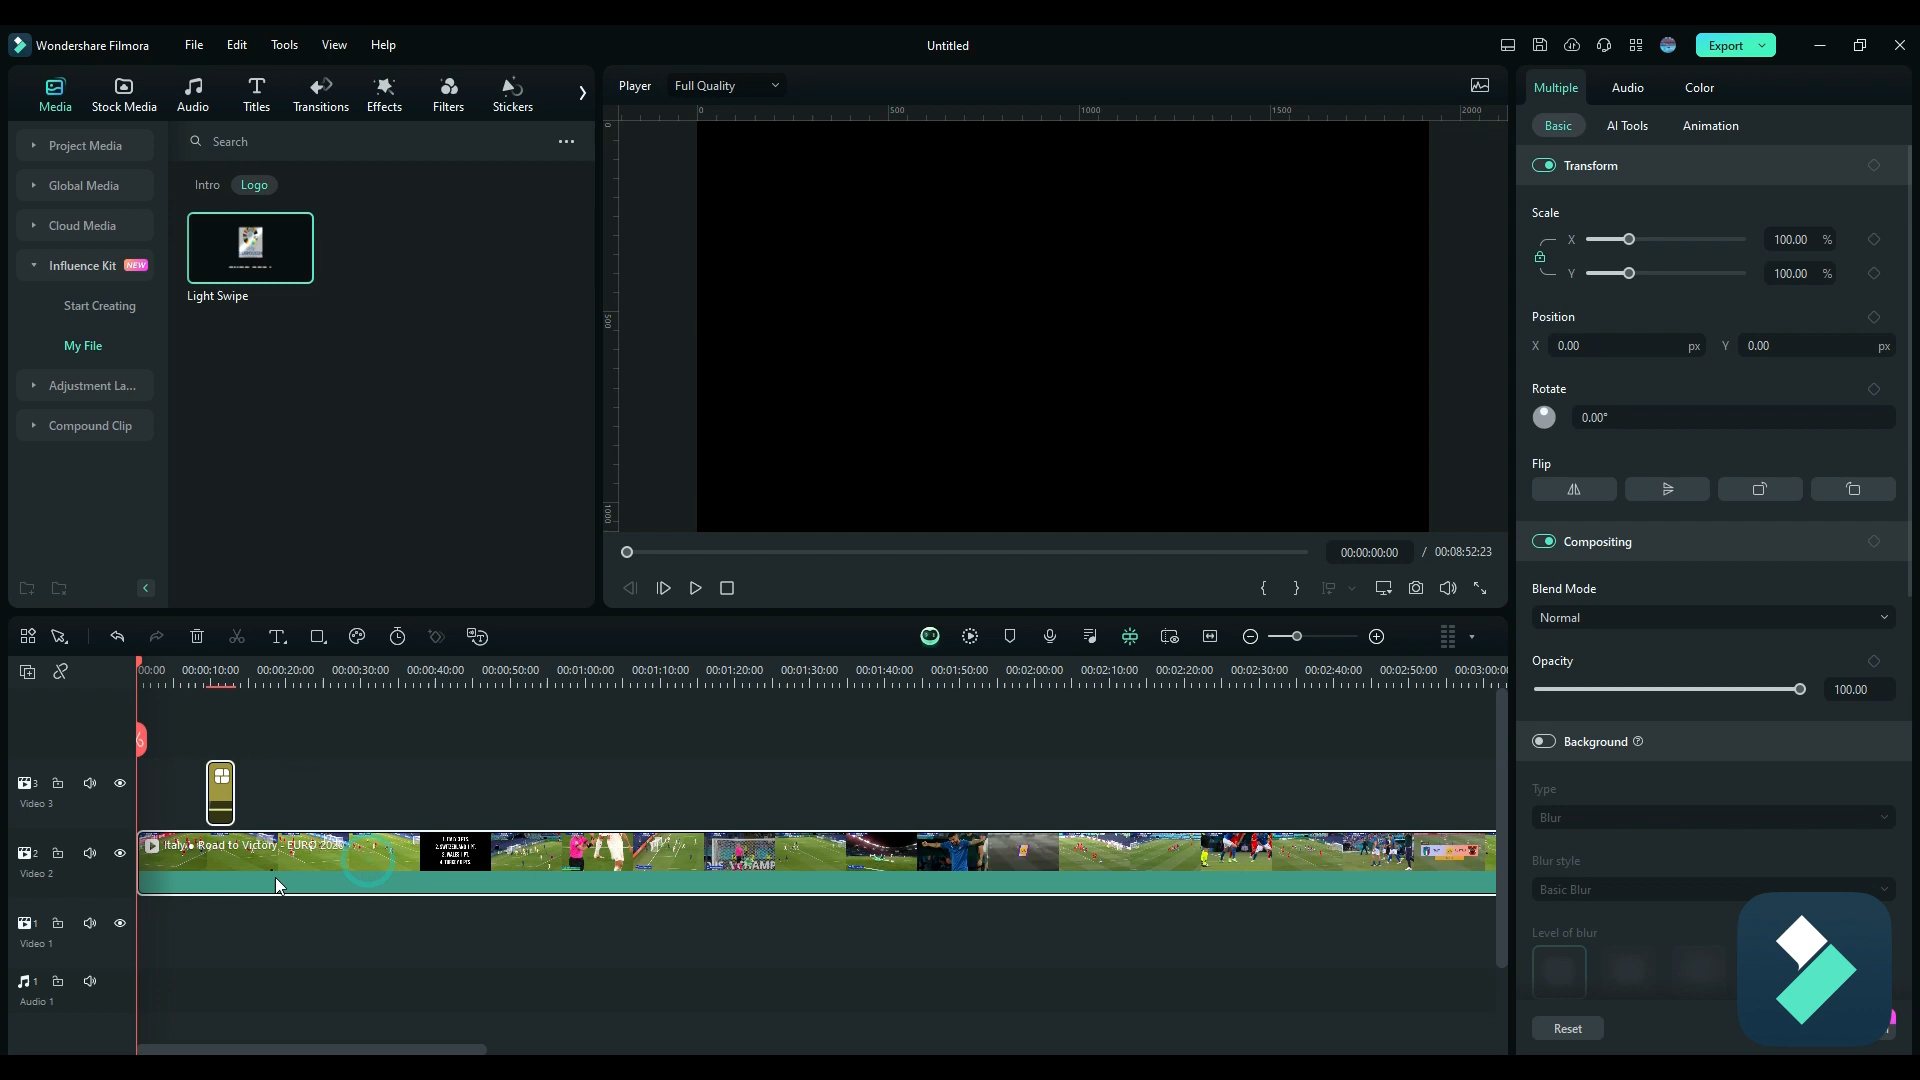 Wondershare Filmora
File
Edit
Tools
View
Help
Untitled
Export
Media
Stock Media
Audio
Titles
Transitions
Effects
Filters
Stickers
Player
Full Quality
Multiple
Audio
Color
Basic
AI Tools
Animation
Project Media
Global Media
Cloud Media
Influence Kit
NEW
Start Creating
My File
Adjustment La...
Compound Clip
Search
Intro
Logo
Light Swipe
0
500
1000
1500
2000
0
500
1000
00:00:00:00
/ 00:08:52:23
Transform
Scale
X
100.00
%
Y
100.00
%
Position
X
0.00
px
Y
0.00
px
Rotate
0.00°
Flip
Compositing
Blend Mode
Normal
Opacity
100.00
Background
Type
Blur
Blur style
Basic Blur
Level of blur
Reset
00:00
00:00:10:00
00:00:20:00
00:00:30:00
00:00:40:00
00:00:50:00
00:01:00:00
00:01:10:00
00:01:20:00
00:01:30:00
00:01:40:00
00:01:50:00
00:02:00:00
00:02:10:00
00:02:20:00
00:02:30:00
00:02:40:00
00:02:50:00
00:03:00:0
3
Video 3
2
Video 2
Italy● Road to Victory - EURO 2020
1
Video 1
1
Audio 1